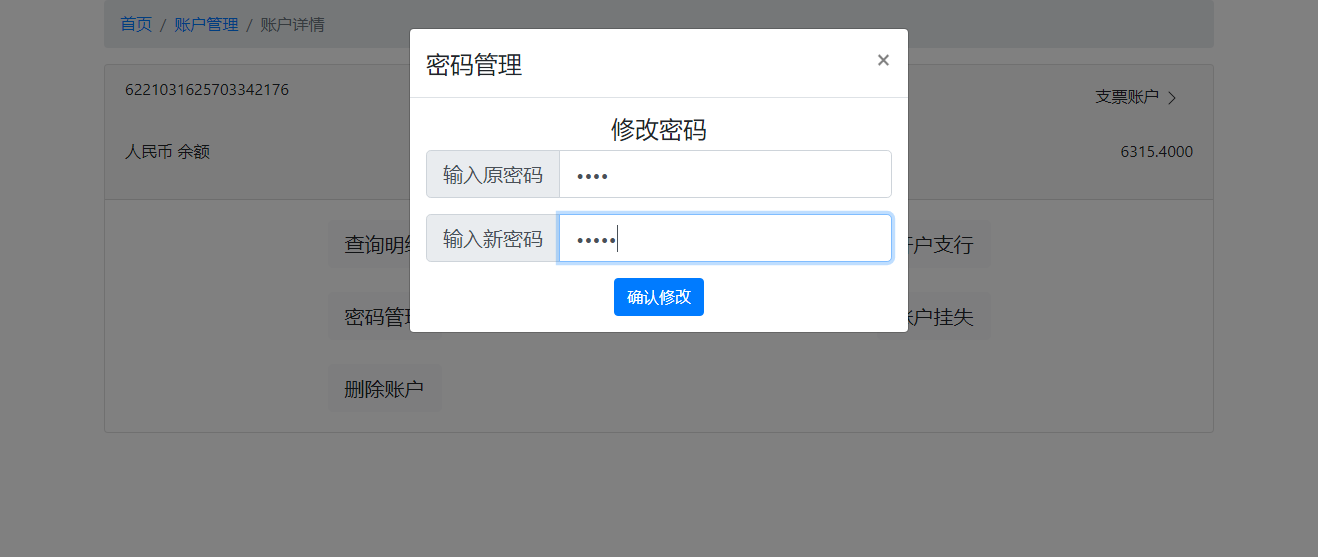 首页 / 账户管理 / 账户详情
密码管理
×
6221031625703342176
支票账户
修改密码
人民币 余额
6315.4000
输入原密码 ••••
输入新密码 •••••
查询明
户支行
确认修改
密码管
户挂失
删除账户